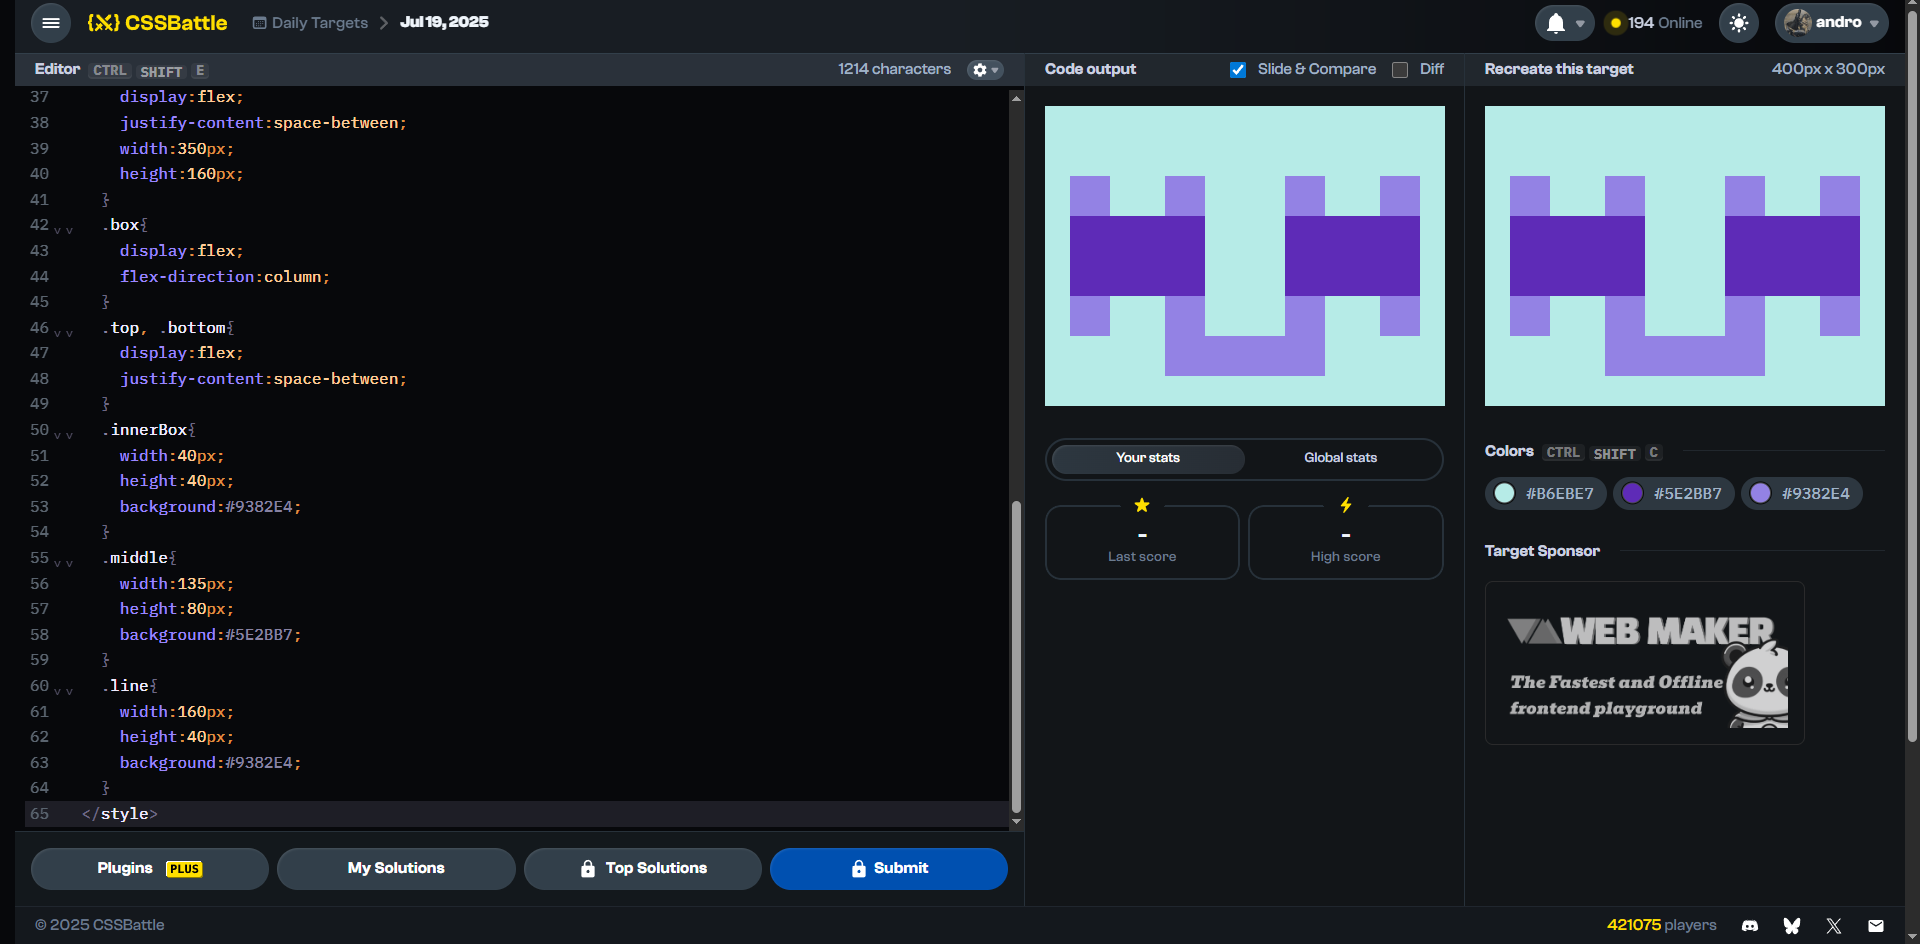 {X} CSSBattle
Daily Targets
Jul 19, 2025
194 Online
andro
Editor CTRL SHIFT E
1214 characters
Code output
Slide & Compare
Diff
Recreate this target
400px x 300px
37 display:flex;
38 justify-content:space-between;
39 width:350px;
40 height:160px;
41 }
42 .box{
43 display:flex;
44 flex-direction:column;
45 }
46 .top, .bottom{
47 display:flex;
48 justify-content:space-between;
49 }
50 .innerBox{
51 width:40px;
52 height:40px;
53 background:#9382E4;
54 }
55 .middle{
56 width:135px;
57 height:80px;
58 background:#5E2BB7;
59 }
60 .line{
61 width:160px;
62 height:40px;
63 background:#9382E4;
64 }
65 </style>
Your stats
Global stats
-
Last score
-
High score
Colors CTRL SHIFT C
#B6EBE7
#5E2BB7
#9382E4
Target Sponsor
WEB MAKER
The Fastest and Offline
frontend playground
Plugins PLUS
My Solutions
Top Solutions
Submit
© 2025 CSSBattle
421075 players